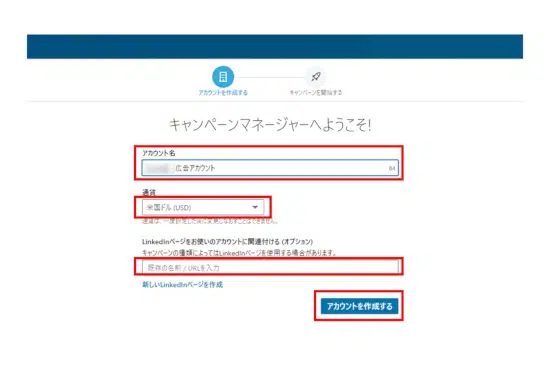 アカウントを作成する
キャンペーンを開始する
キャンペーンマネージャーへようこそ!
アカウント名
広告アカウント
84
通貨
米国ドル (USD)
通貨は、一度設定した後に変更しなおすことはできません。
LinkedInページをお使いのアカウントに関連付ける (オプション)
キャンペーンの種類によってはLinkedInページを使用する場合があります。
既存の名前 / URLを入力
新しいLinkedInページを作成
アカウントを作成する